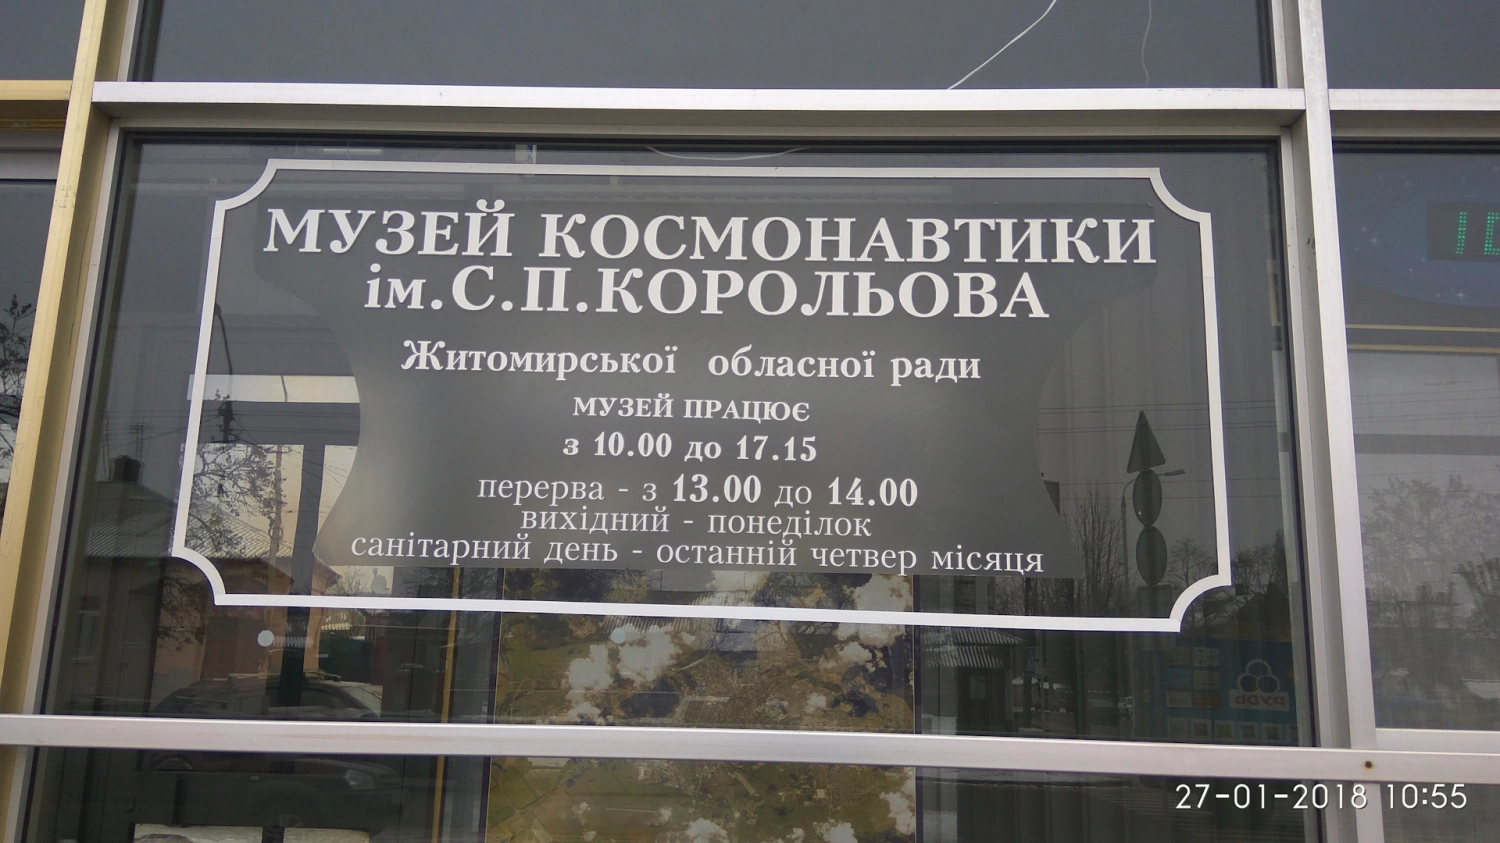 МУЗЕЙ КОСМОНАВТИКИ
ім.С.П.КОРОЛЬОВА
Житомирської обласної ради
МУЗЕЙ ПРАЦЮЄ
з 10.00 до 17.15
перерва - з 13.00 до 14.00
вихідний - понеділок
санітарний день - останній четвер місяця
РУДЬ
27-01-2018 10:55